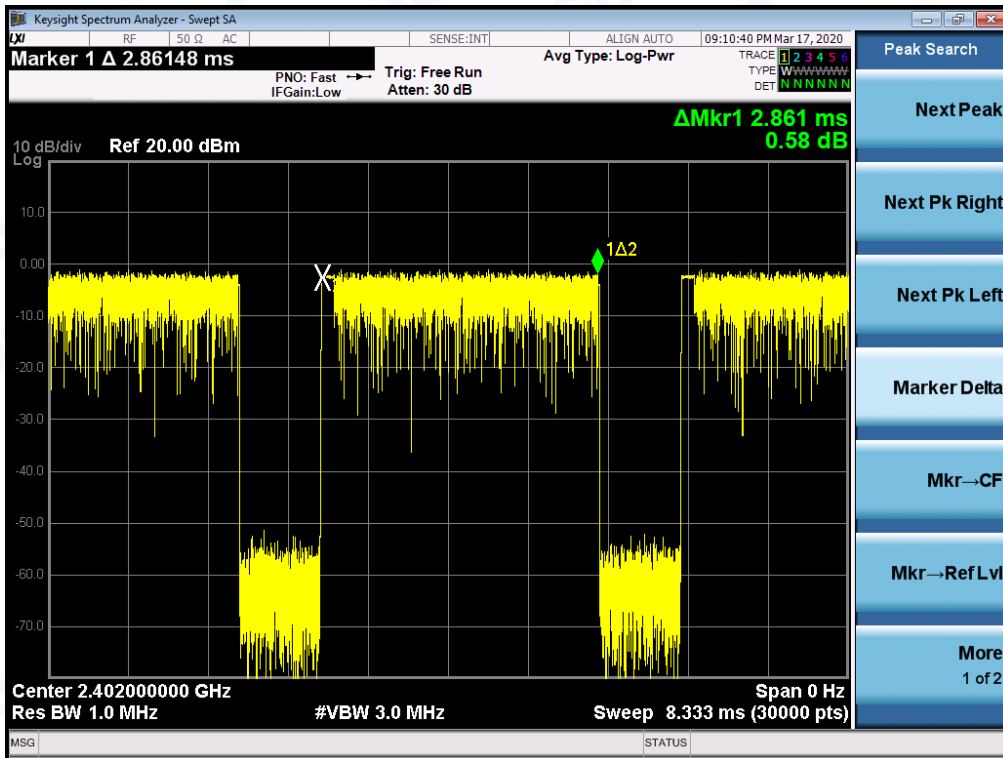 Keysight Spectrum Analyzer - Swept SA
LXI RF 50 Ω AC SENSE:INT ALIGN AUTO 09:10:40 PM Mar 17, 2020
Marker 1 Δ 2.86148 ms
PNO: Fast
IFGain:Low
Trig: Free Run
Atten: 30 dB
Avg Type: Log-Pwr
TRACE 1 2 3 4 5 6
TYPE WWWWWW
DET N N N N N N
ΔMkr1 2.861 ms
0.58 dB
10 dB/div Ref 20.00 dBm
Log
10.0
0.00
-10.0
-20.0
-30.0
-40.0
-50.0
-60.0
-70.0
X
1Δ2
Center 2.402000000 GHz Span 0 Hz
Res BW 1.0 MHz #VBW 3.0 MHz Sweep 8.333 ms (30000 pts)
MSG STATUS
Peak Search
Next Peak
Next Pk Right
Next Pk Left
Marker Delta
Mkr→CF
Mkr→Ref Lvl
More
1 of 2